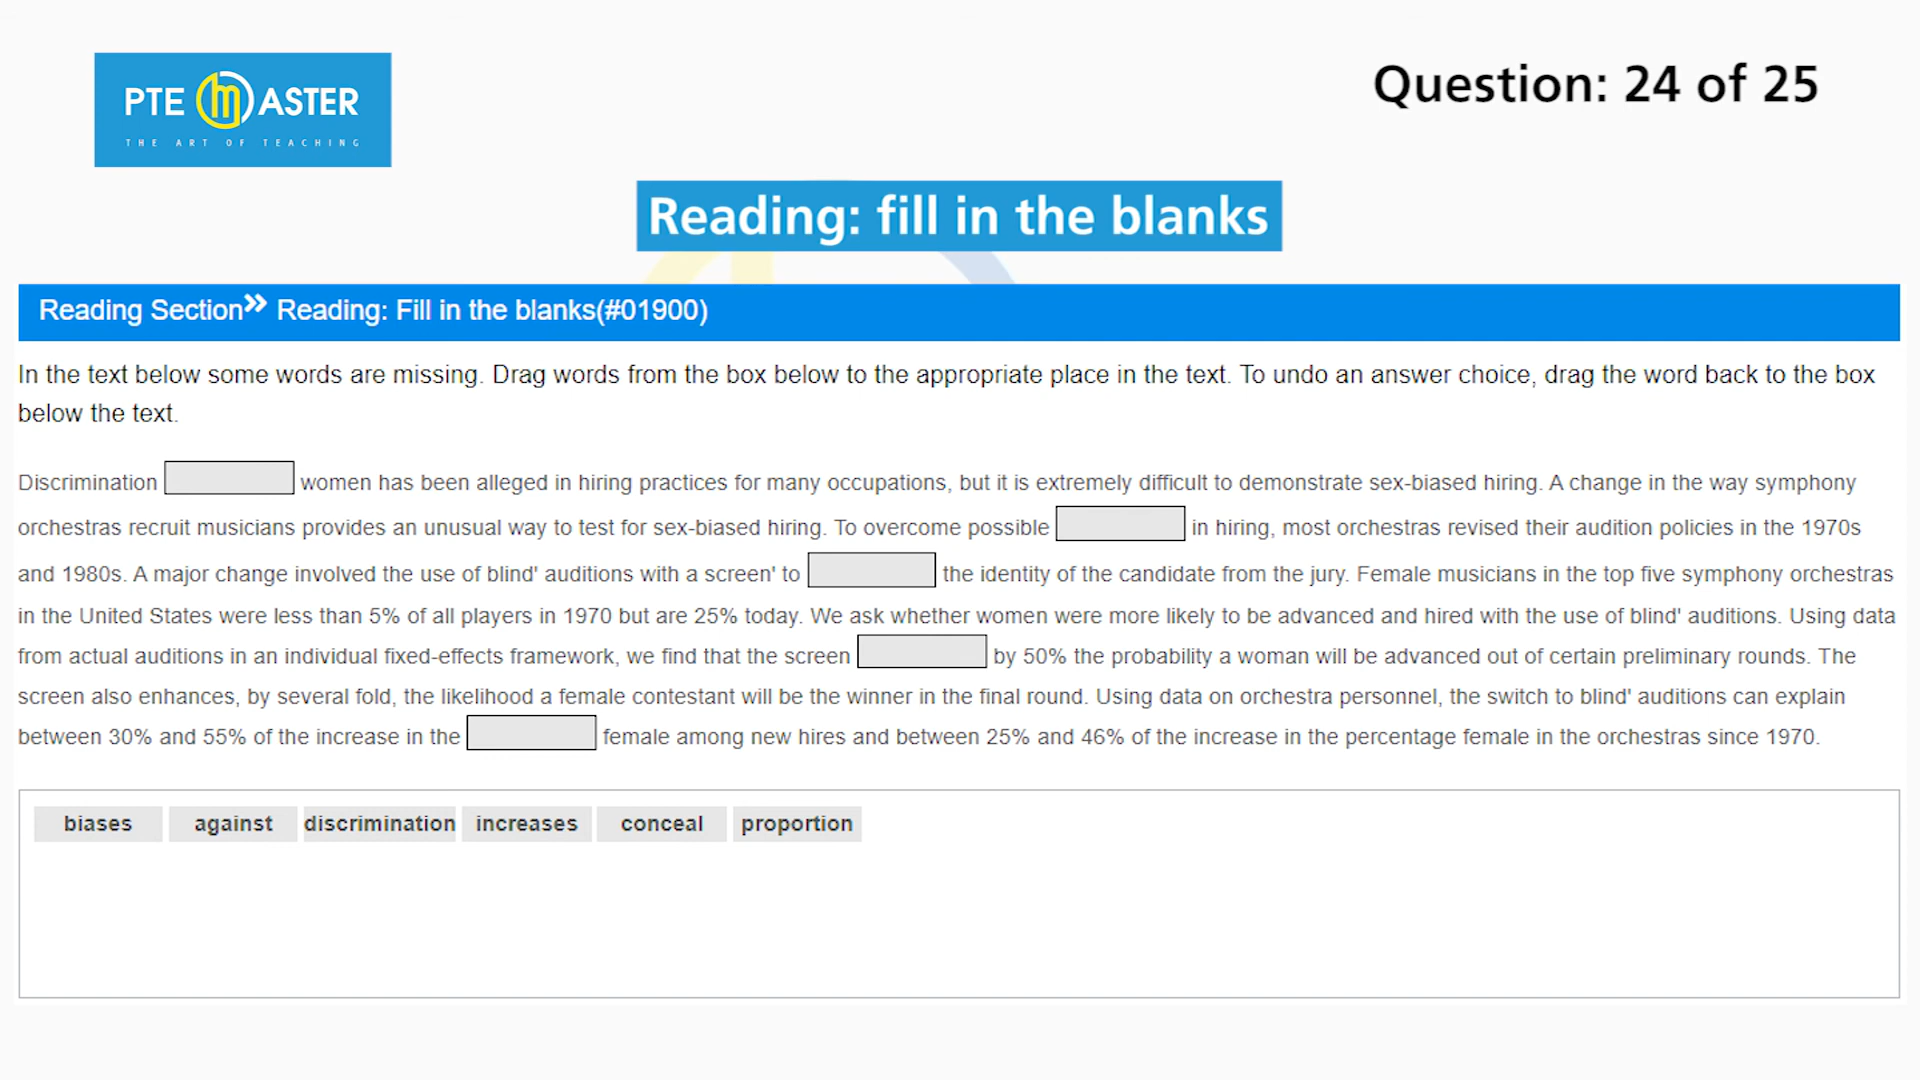 PTE MASTER
THE ART OF TEACHING
Question: 24 of 25
Reading: fill in the blanks
Reading Section» Reading: Fill in the blanks(#01900)
In the text below some words are missing. Drag words from the box below to the appropriate place in the text. To undo an answer choice, drag the word back to the box
below the text.
Discrimination women has been alleged in hiring practices for many occupations, but it is extremely difficult to demonstrate sex-biased hiring. A change in the way symphony
orchestras recruit musicians provides an unusual way to test for sex-biased hiring. To overcome possible in hiring, most orchestras revised their audition policies in the 1970s
and 1980s. A major change involved the use of blind' auditions with a screen' to the identity of the candidate from the jury. Female musicians in the top five symphony orchestras
in the United States were less than 5% of all players in 1970 but are 25% today. We ask whether women were more likely to be advanced and hired with the use of blind' auditions. Using data
from actual auditions in an individual fixed-effects framework, we find that the screen by 50% the probability a woman will be advanced out of certain preliminary rounds. The
screen also enhances, by several fold, the likelihood a female contestant will be the winner in the final round. Using data on orchestra personnel, the switch to blind' auditions can explain
between 30% and 55% of the increase in the female among new hires and between 25% and 46% of the increase in the percentage female in the orchestras since 1970.
biases against discrimination increases conceal proportion